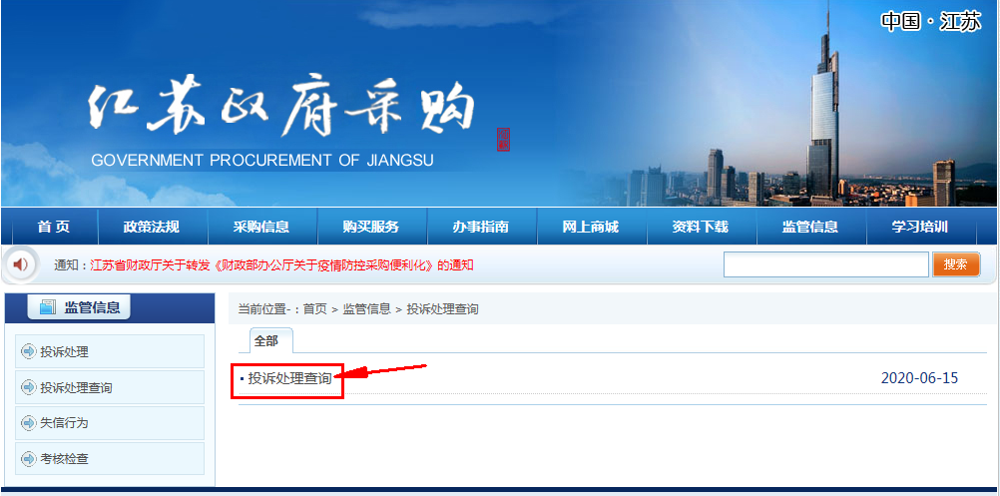 中国·江苏
江苏政府采购
GOVERNMENT PROCUREMENT OF JIANGSU
首 页 政策法规 采购信息 购买服务 办事指南 网上商城 资料下载 监管信息 学习培训
通知：江苏省财政厅关于转发《财政部办公厅关于疫情防控采购便利化》的通知 搜索
监管信息
投诉处理
投诉处理查询
失信行为
考核检查
当前位置-：首页 > 监管信息 > 投诉处理查询
全部
投诉处理查询 2020-06-15